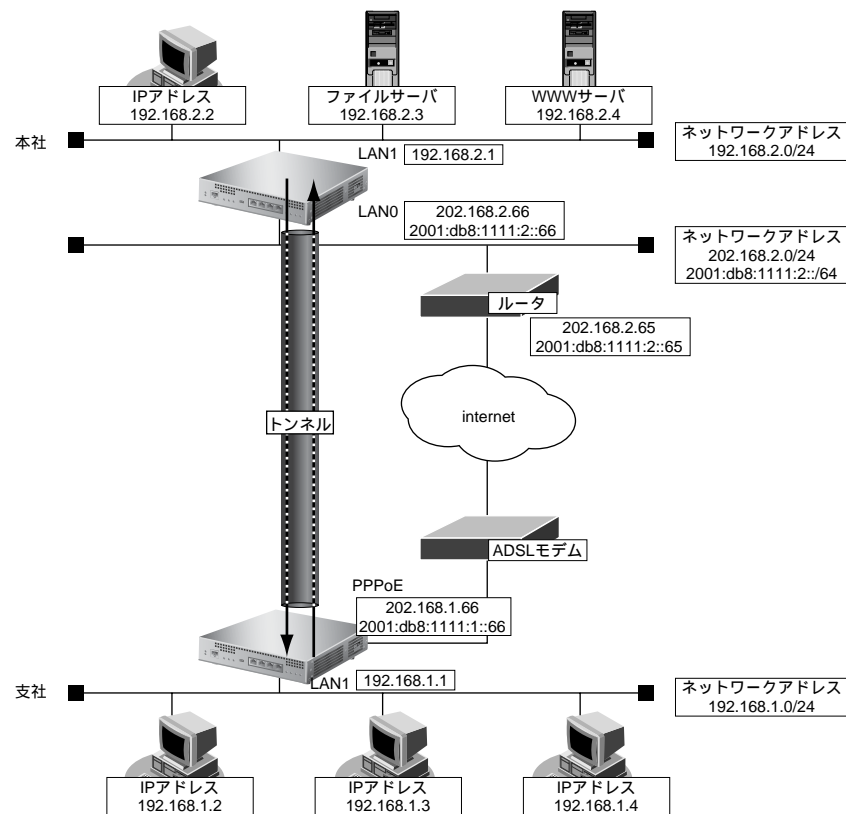 IPアドレス
192.168.2.2
ファイルサーバ
192.168.2.3
WWWサーバ
192.168.2.4
本社
ネットワークアドレス
192.168.2.0/24
LAN1
192.168.2.1
LAN0
202.168.2.66
2001:db8:1111:2::66
ネットワークアドレス
202.168.2.0/24
2001:db8:1111:2::/64
ルータ
202.168.2.65
2001:db8:1111:2::65
internet
トンネル
ADSLモデム
PPPoE
202.168.1.66
2001:db8:1111:1::66
LAN1
192.168.1.1
支社
ネットワークアドレス
192.168.1.0/24
IPアドレス
192.168.1.2
IPアドレス
192.168.1.3
IPアドレス
192.168.1.4